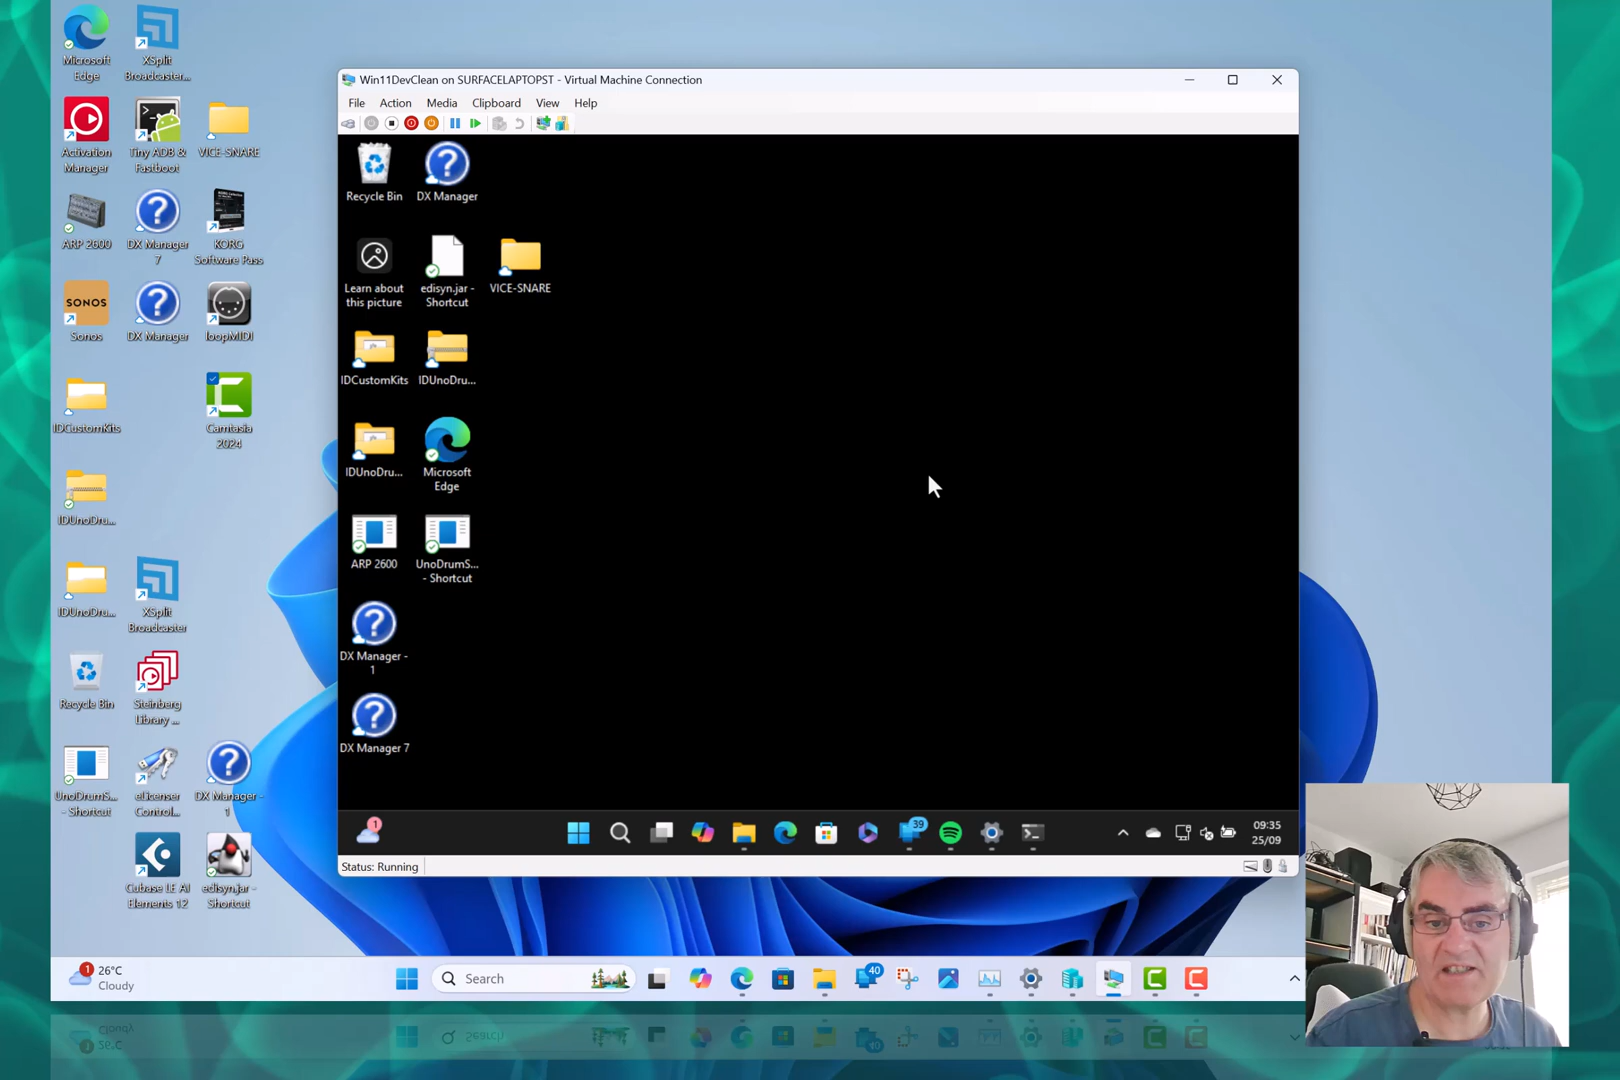 Microsoft
Edge
XSplit
Broadcaster...
Activation
Manager
Tiny ADB &
Fastboot
VICE-SNARE
ARP 2600
DX Manager
7
KORG
Software Pass
SONOS
Sonos
DX Manager
loopMIDI
IDCustomKits
Camtasia
2024
IDUnoDru...
IDUnoDru...
XSplit
Broadcaster
Recycle Bin
Steinberg
Library ...
UnoDrumS...
- Shortcut
eLicenser
Control...
DX Manager -
1
Cubase LE AI
Elements 12
edisyn.jar -
Shortcut
Win11DevClean on SURFACELAPTOPST - Virtual Machine Connection
File Action Media Clipboard View Help
Recycle Bin
DX Manager
Learn about
this picture
edisyn.jar -
Shortcut
VICE-SNARE
IDCustomKits
IDUnoDru...
IDUnoDru...
Microsoft
Edge
ARP 2600
UnoDrumS...
- Shortcut
DX Manager -
1
DX Manager 7
1
39
09:35
25/09
Status: Running
1
26°C
Cloudy
Search
40